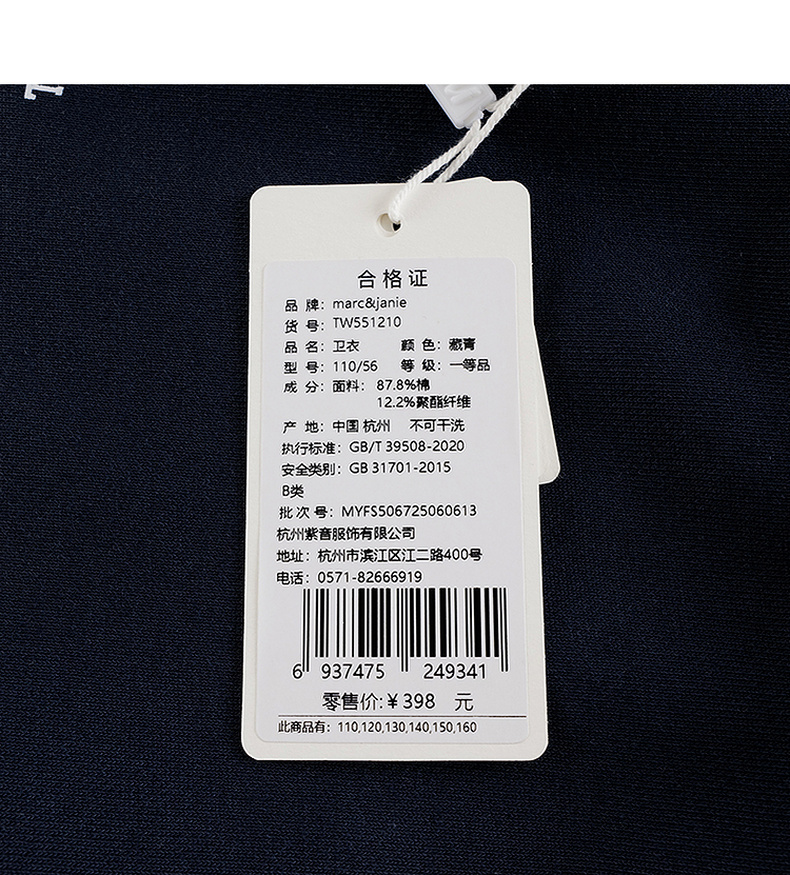 合格证
品 牌：marc&janie
货 号：TW551210
品 名：卫衣 颜 色：藏青
型 号：110/56 等 级：一等品
成 分：面料： 87.8%棉
12.2%聚酯纤维
产 地：中国 杭州 不可干洗
执行标准：GB/T 39508-2020
安全类别：GB 31701-2015
B类
批 次 号：MYFS506725060613
杭州紫音服饰有限公司
地址：杭州市滨江区江二路400号
电话：0571-82666919
6 937475 249341
零售价:¥398 元
此商品有：110,120,130,140,150,160